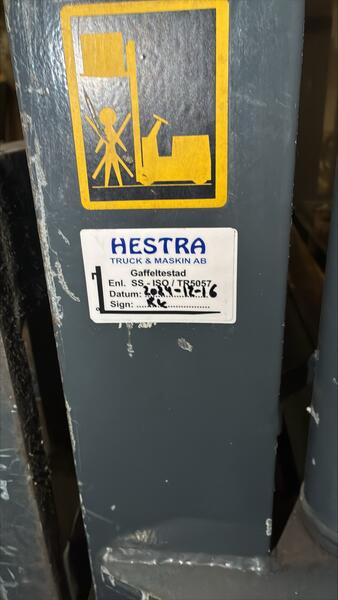 HESTRA
TRUCK & MASKIN AB
Gaffeltestad
Enl. SS - ISO / TR5057
Datum: 2024-12-16
Sign: